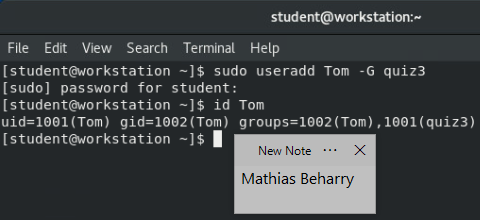 student@workstation:~
File Edit View Search Terminal Help
[student@workstation ~]$ sudo useradd Tom -G quiz3
[sudo] password for student:
[student@workstation ~]$ id Tom
uid=1001(Tom) gid=1002(Tom) groups=1002(Tom),1001(quiz3)
[student@workstation ~]$
New Note
Mathias Beharry